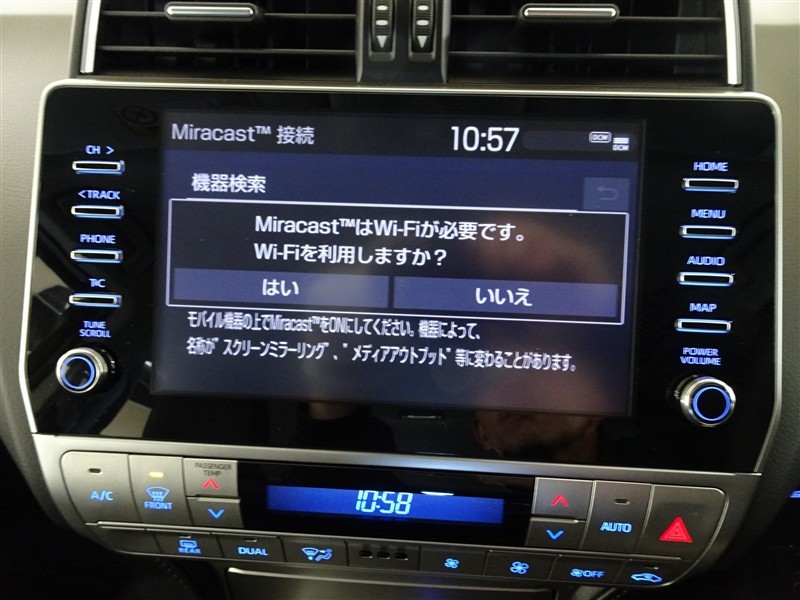 Miracast™ 接続
10:57
DCM
DCM
機器検索
Miracast™はWi-Fiが必要です。
Wi-Fiを利用しますか？
はい
いいえ
モバイル機器の上でMiracast™をONにしてください。機器によって、
名称が"スクリーンミラーリング"、"メディアアウトプット"等に変わることがあります。
CH >
<TRACK
PHONE
T/C
TUNE
SCROLL
HOME
MENU
AUDIO
MAP
POWER
VOLUME
A/C
FRONT
PASSENGER
TEMP
10:58
AUTO
REAR
DUAL
OFF